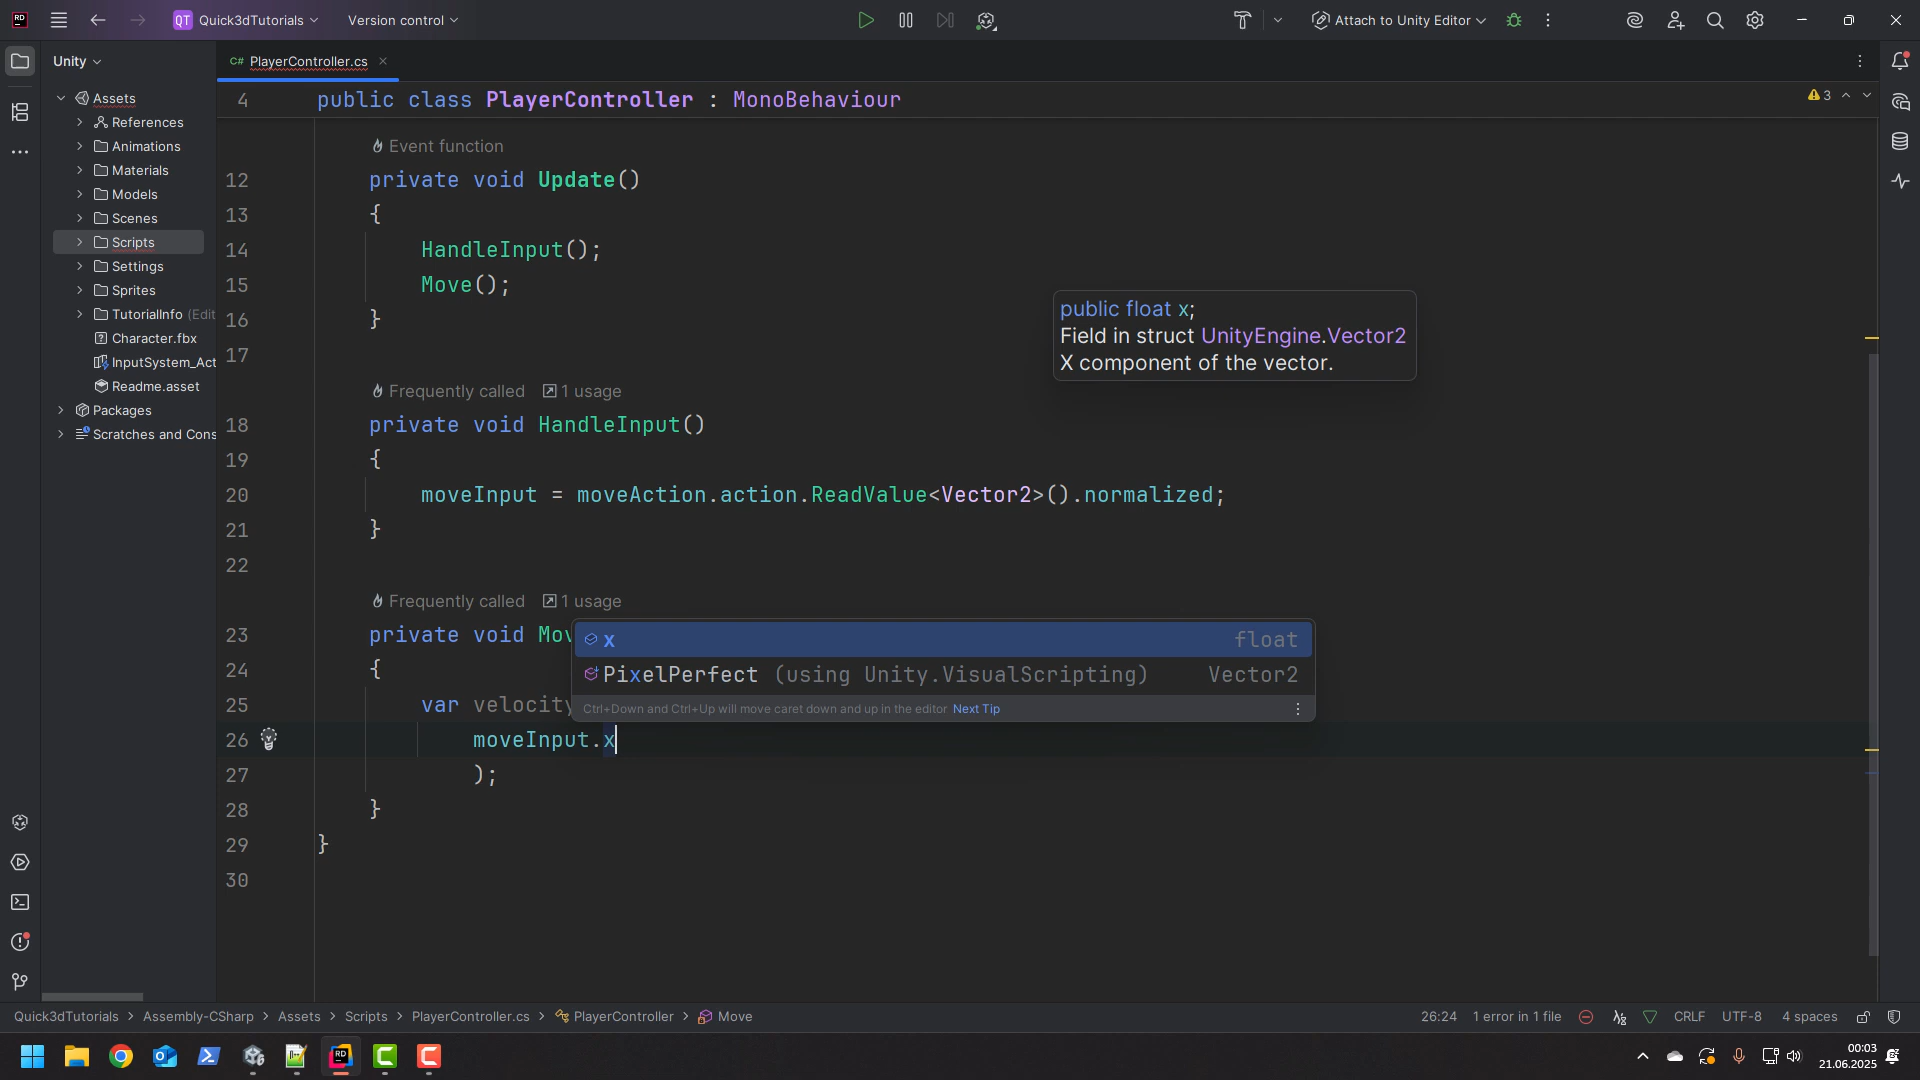 RD QT Quick3dTutorials Version control Attach to Unity Editor
Unity
C# PlayerController.cs
Assets
References
Animations
Materials
Models
Scenes
Scripts
Settings
Sprites
TutorialInfo (Edit
Character.fbx
InputSystem_Act
Readme.asset
Packages
Scratches and Cons
4 public class PlayerController : MonoBehaviour
3
Event function
12 private void Update()
13 {
14 HandleInput();
15 Move();
16 }
17
public float x;
Field in struct UnityEngine.Vector2
X component of the vector.
Frequently called 1 usage
18 private void HandleInput()
19 {
20 moveInput = moveAction.action.ReadValue<Vector2>().normalized;
21 }
22
Frequently called 1 usage
23 private void Mov
24 {
25 var velocity
x float
PixelPerfect (using Unity.VisualScripting) Vector2
Ctrl+Down and Ctrl+Up will move caret down and up in the editor Next Tip
26 moveInput.x
27 );
28 }
29 }
30
Quick3dTutorials > Assembly-CSharp > Assets > Scripts > PlayerController.cs > PlayerController > Move
26:24 1 error in 1 file CRLF UTF-8 4 spaces
RD
00:03
21.06.2025